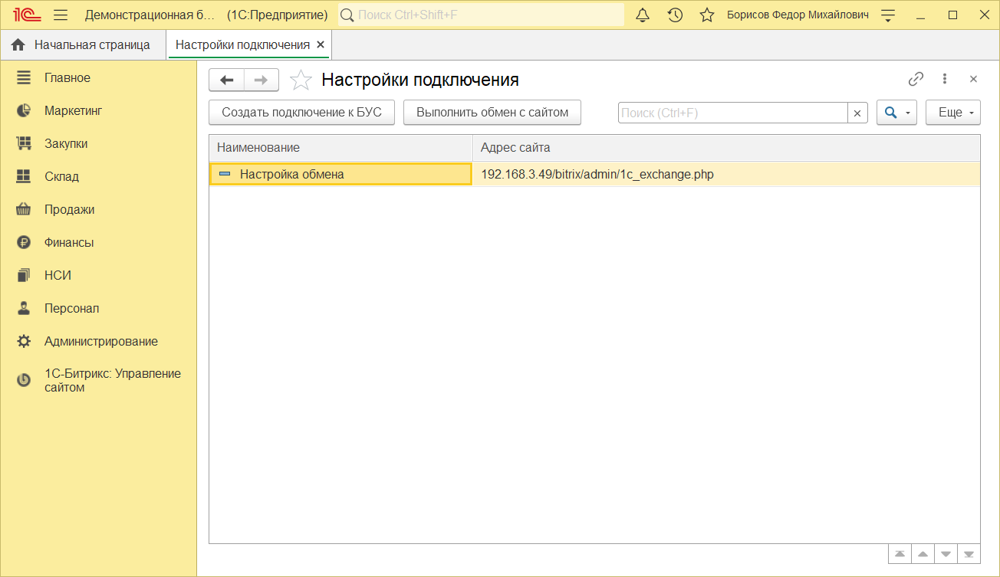 1С Демонстрационная б... (1С:Предприятие) Поиск Ctrl+Shift+F Борисов Федор Михайлович
Начальная страница Настройки подключения
Главное
Маркетинг
Закупки
Склад
Продажи
Финансы
НСИ
Персонал
Администрирование
1С-Битрикс: Управление
сайтом
Настройки подключения
Создать подключение к БУС Выполнить обмен с сайтом Поиск (Ctrl+F) Еще
Наименование Адрес сайта
Настройка обмена 192.168.3.49/bitrix/admin/1c_exchange.php